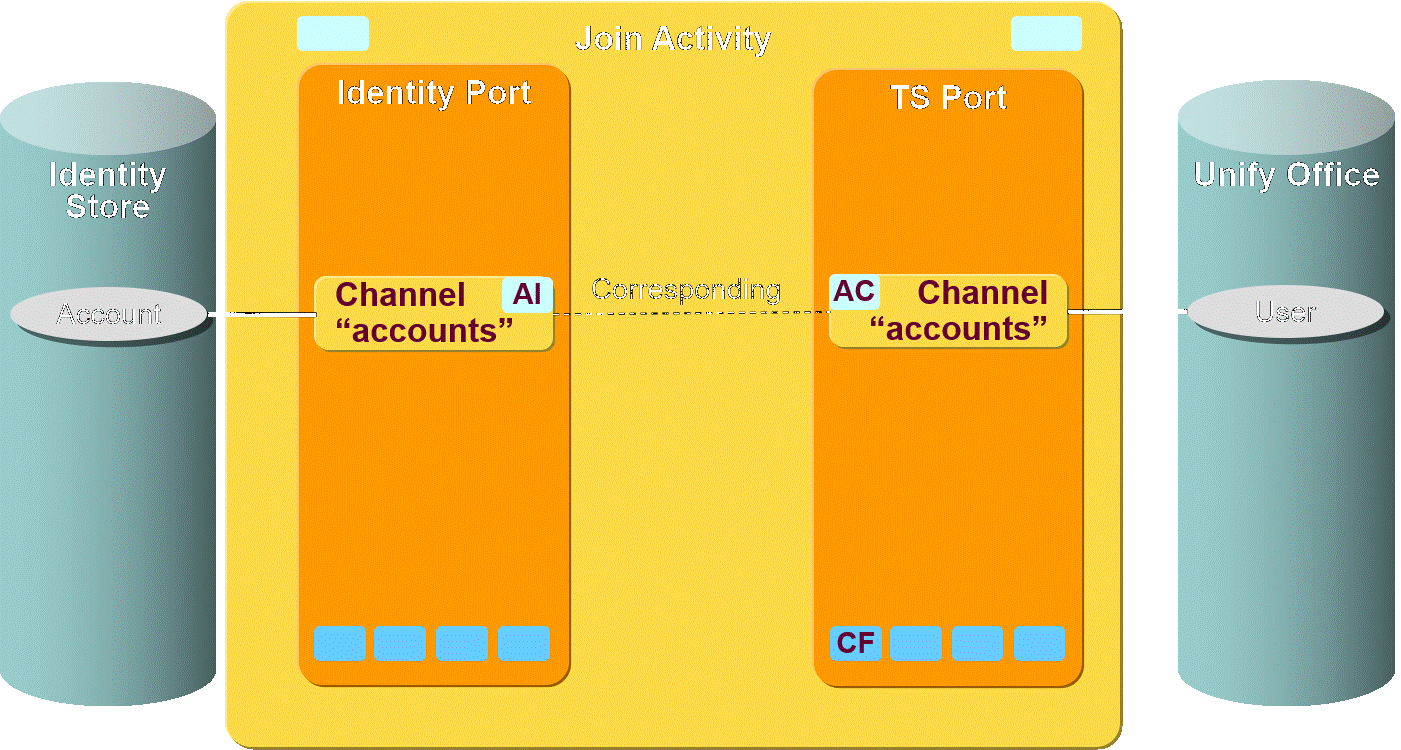 Join Activity
Identity Port
TS Port
Identity
Store
Unify Office
Account
Channel
“accounts”
AI
Corresponding
AC
Channel
“accounts”
User
CF